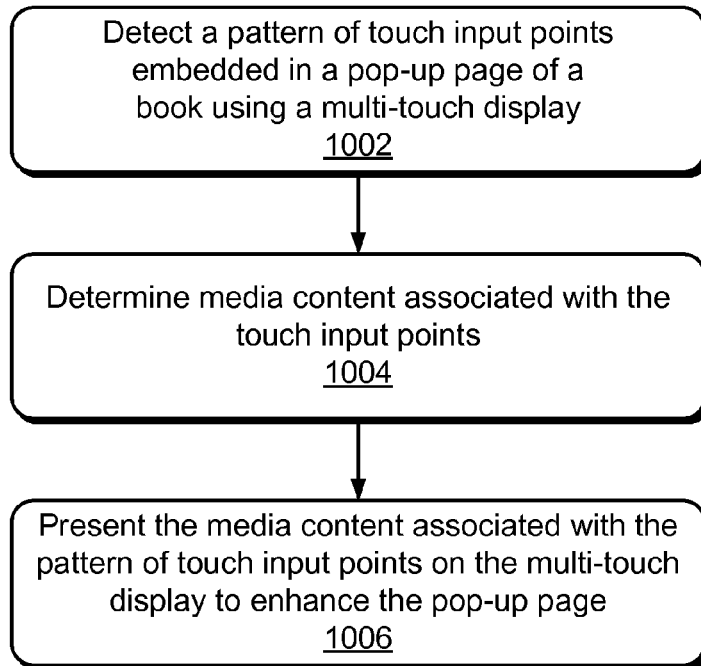 Detect a pattern of touch input points
embedded in a pop-up page of a
book using a multi-touch display
1002
Determine media content associated with the
touch input points
1004
Present the media content associated with the
pattern of touch input points on the multi-touch
display to enhance the pop-up page
1006